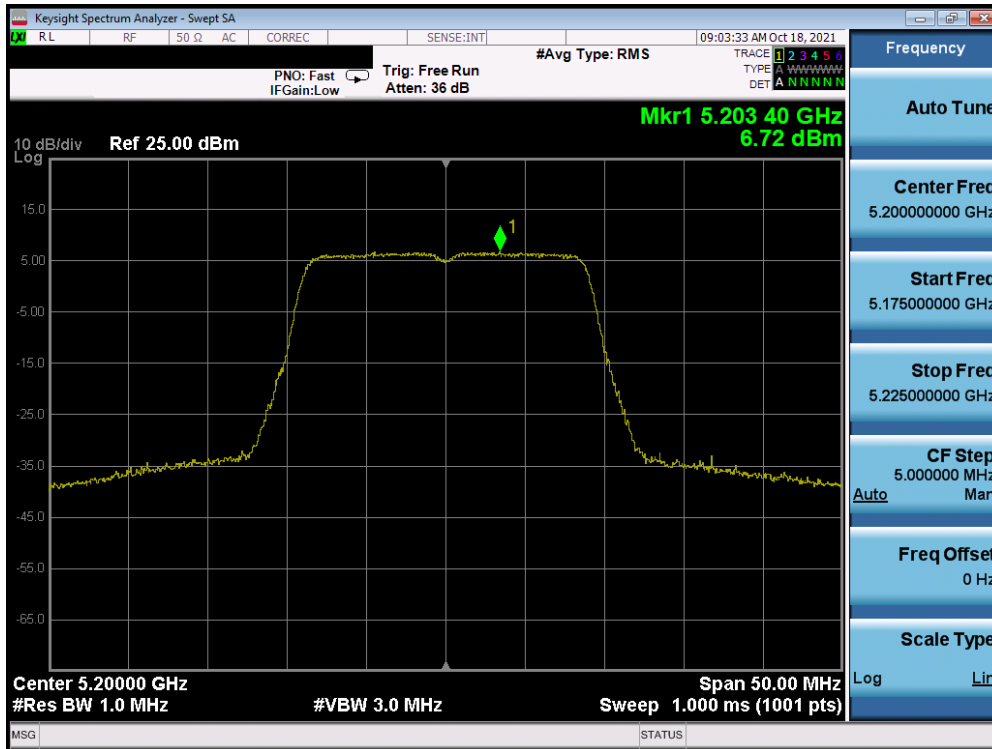 Keysight Spectrum Analyzer - Swept SA
LXI RL RF 50 Ω AC CORREC SENSE:INT 09:03:33 AM Oct 18, 2021
#Avg Type: RMS
TRACE 1 2 3 4 5 6
TYPE A WWWWWW
DET A N N N N N
PNO: Fast
IFGain:Low
Trig: Free Run
Atten: 36 dB
Mkr1 5.203 40 GHz
6.72 dBm
10 dB/div
Log
Ref 25.00 dBm
1
15.0
5.00
-5.00
-15.0
-25.0
-35.0
-45.0
-55.0
-65.0
Center 5.20000 GHz
Span 50.00 MHz
#Res BW 1.0 MHz
#VBW 3.0 MHz
Sweep 1.000 ms (1001 pts)
MSG
STATUS
Frequency
Auto Tune
Center Freq
5.200000000 GHz
Start Freq
5.175000000 GHz
Stop Freq
5.225000000 GHz
CF Step
5.000000 MHz
Auto Man
Freq Offset
0 Hz
Scale Type
Log Lin